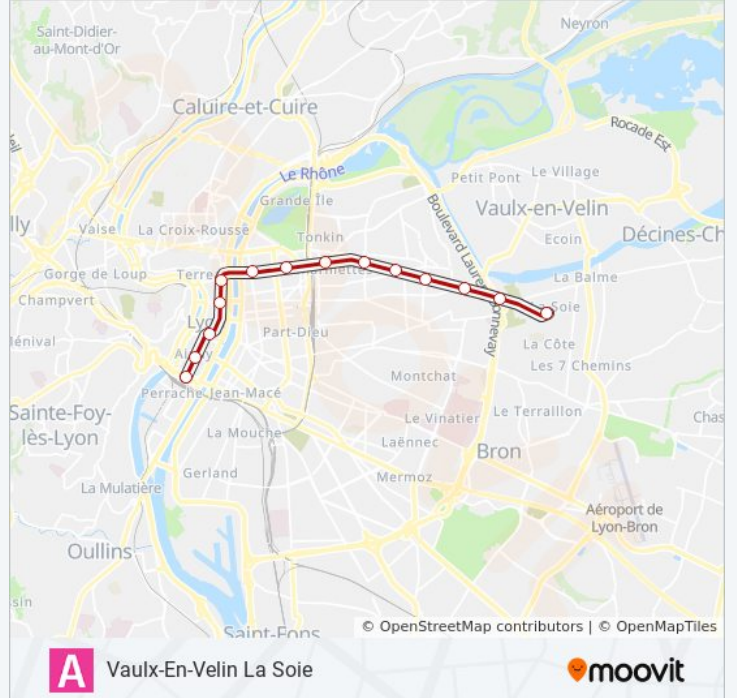 Saint-Didier-
au-Mont-d'Or
Neyron
Caluire-et-Cuire
Rocade Est
Le Rhône
Petit Pont
Le Village
Grande Île
Boulevard Laurent Bonnevay
Vaulx-en-Velin
La Croix-Rousse
Vaise
Tonkin
Ecoin
Décines-Ch
lly
Gorge de Loup
Terre
La Balme
Champvert
La Soie
Lyo
Part-Dieu
ménival
La Côte
Les 7 Chemins
Montchat
Perrache
Jean-Macé
Sainte-Foy-
lès-Lyon
Le Vinatier
Le Terraillon
Chas
La Mouche
Laënnec
Bron
Gerland
Mermoz
La Mulatière
Aéroport de
Lyon-Bron
Oullins
sin
Saint-Fons
© OpenStreetMap contributors | © OpenMapTiles
A
Vaulx-En-Velin La Soie
moovit